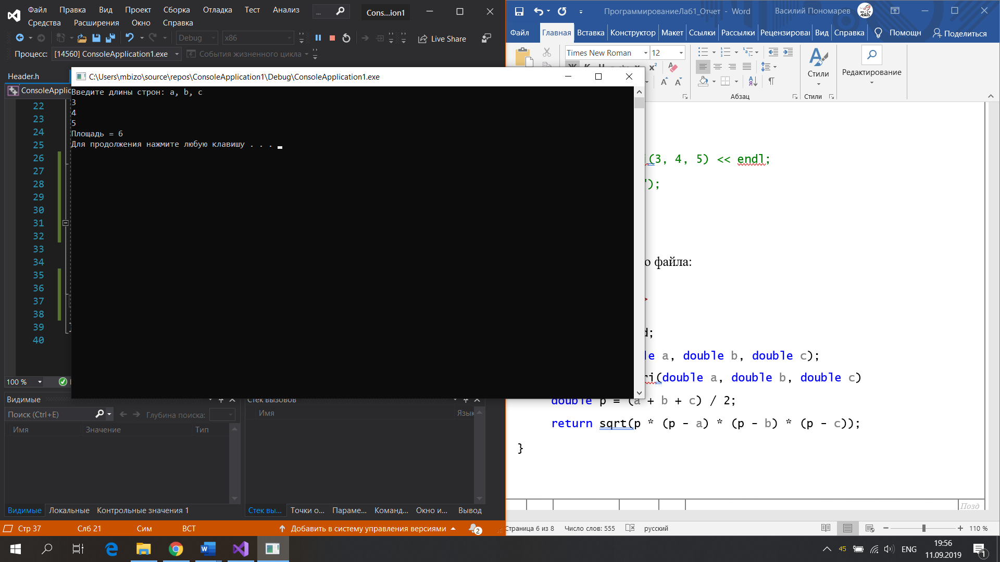 Файл Правка Вид Проект Сборка Отладка Тест Анализ ... Cons...ion1
Средства Расширения Окно Справка
Debug x86 Live Share
Процесс: [14560] ConsoleApplication1.exe События жизненного цикла
Header.h
ConsoleApplic
22
23
24
25
26
27
28
29
30
31
32
33
34
35
36
37
38
39 }
40
100 %
C:\Users\mbizo\source\repos\ConsoleApplication1\Debug\ConsoleApplication1.exe
Введите длины строн: a, b, c
3
4
5
Площадь = 6
Для продолжения нажмите любую клавишу . . .
Видимые
Поиск (Ctrl+E) Глубина поиска:
Имя Значение Тип
Видимые Локальные Контрольные значения 1
Стек вызовов
Имя Язык
Стек вы... Точки о... Параме... Команд... Окно и... Вывод
Стр 37 Слб 21 Сим ВСТ Добавить в систему управления версиями 2
ПрограммированиеЛаб1_Отчет - Word Василий Пономарев
Файл Главная Вставка Конструктор Макет Ссылки Рассылки Рецензироваı Вид Справка Помощн Поделиться
Times New Roman 12
Стили Редактирование
Абзац Стили
(3, 4, 5) << endl;
");
о файла:
>
d;
le a, double b, double c);
ri(double a, double b, double c)
double p = (a + b + c) / 2;
return sqrt(p * (p - a) * (p - b) * (p - c));
}
Позд
Страница 6 из 8 Число слов: 555 русский 110 %
45 ENG 19:56
11.09.2019 1